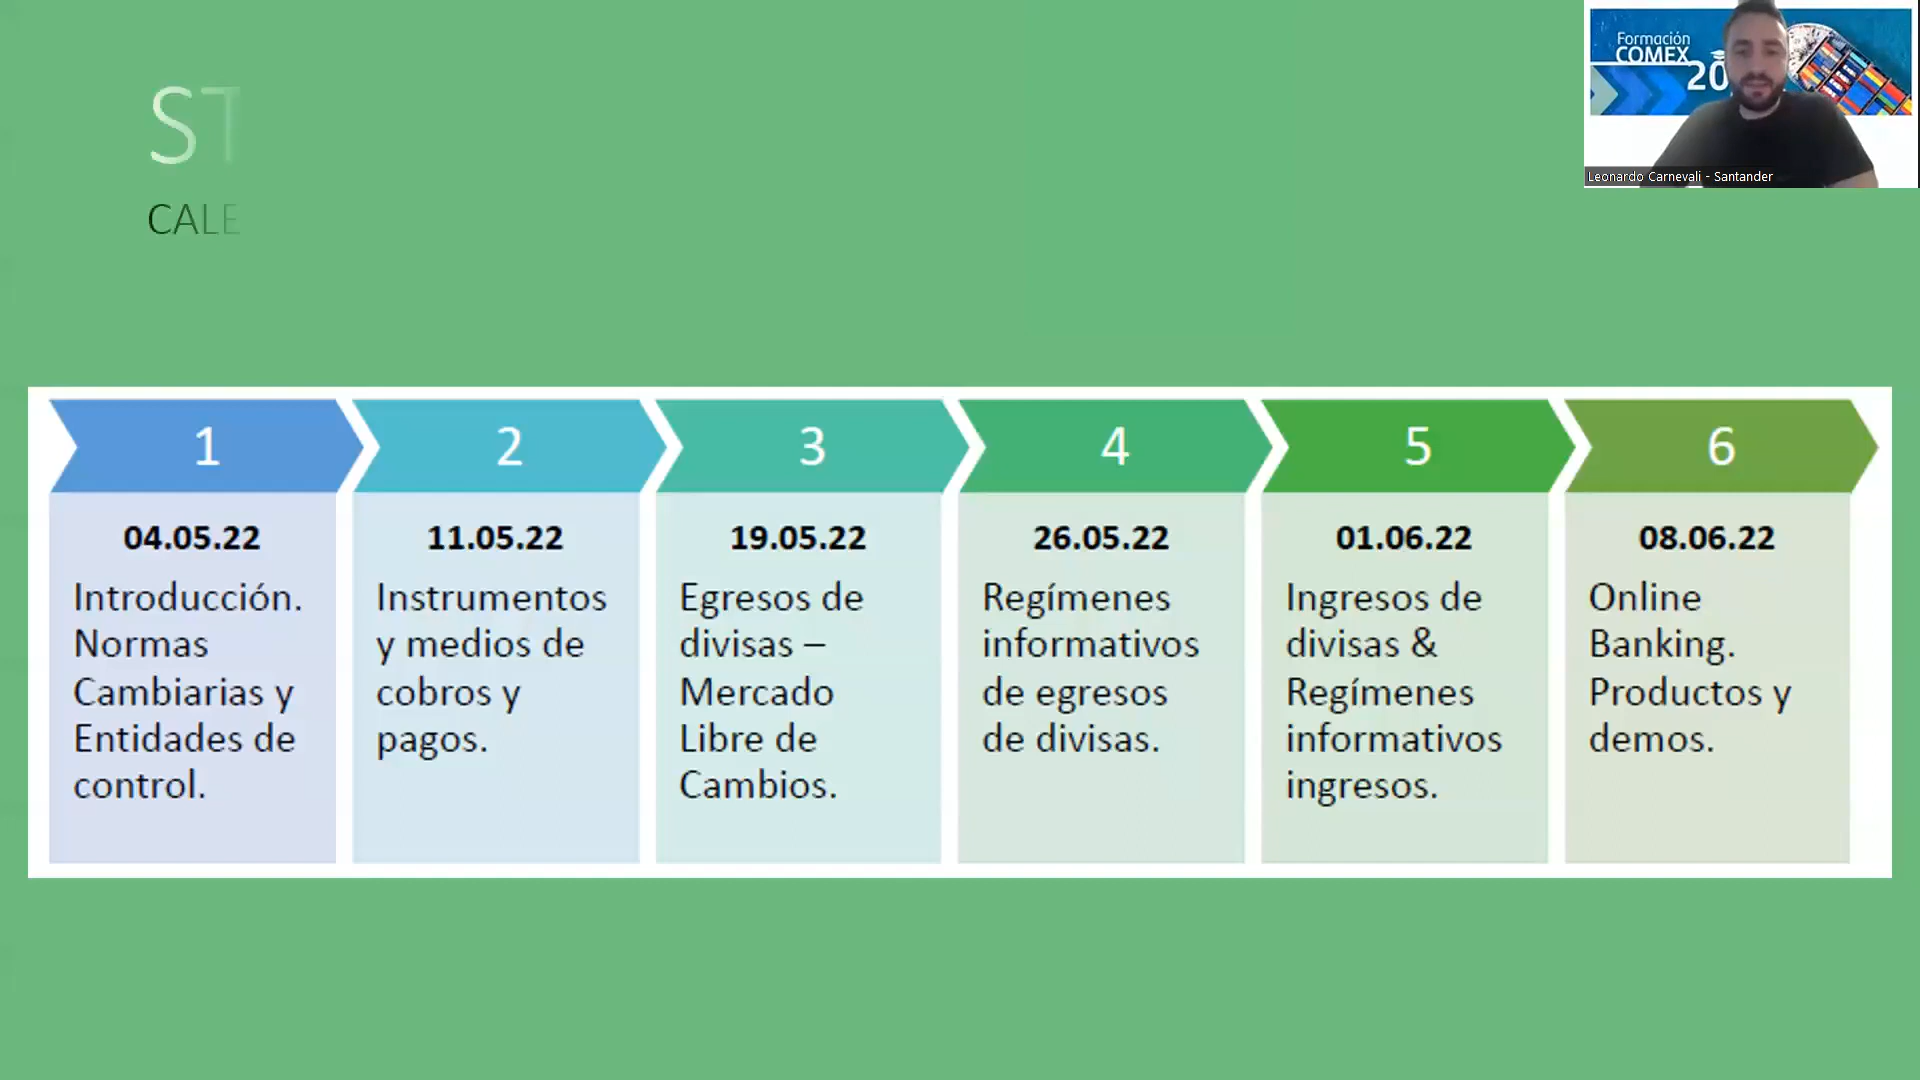 ST
CALE
Formación
COMEX
20
Leonardo Carnevali - Santander
1
2
3
4
5
6
04.05.22
Introducción.
Normas
Cambiarias y
Entidades de
control.
11.05.22
Instrumentos
y medios de
cobros y
pagos.
19.05.22
Egresos de
divisas –
Mercado
Libre de
Cambios.
26.05.22
Regímenes
informativos
de egresos
de divisas.
01.06.22
Ingresos de
divisas &
Regímenes
informativos
ingresos.
08.06.22
Online
Banking.
Productos y
demos.